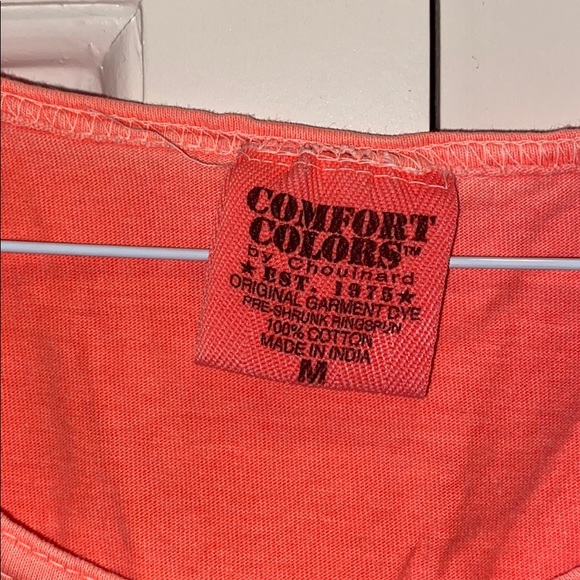 COMFORT
COLORS™
by Chouinard
★ EST. 1975 ★
ORIGINAL GARMENT DYE
PRE-SHRUNK RINGSPUN
100% COTTON
MADE IN INDIA
M